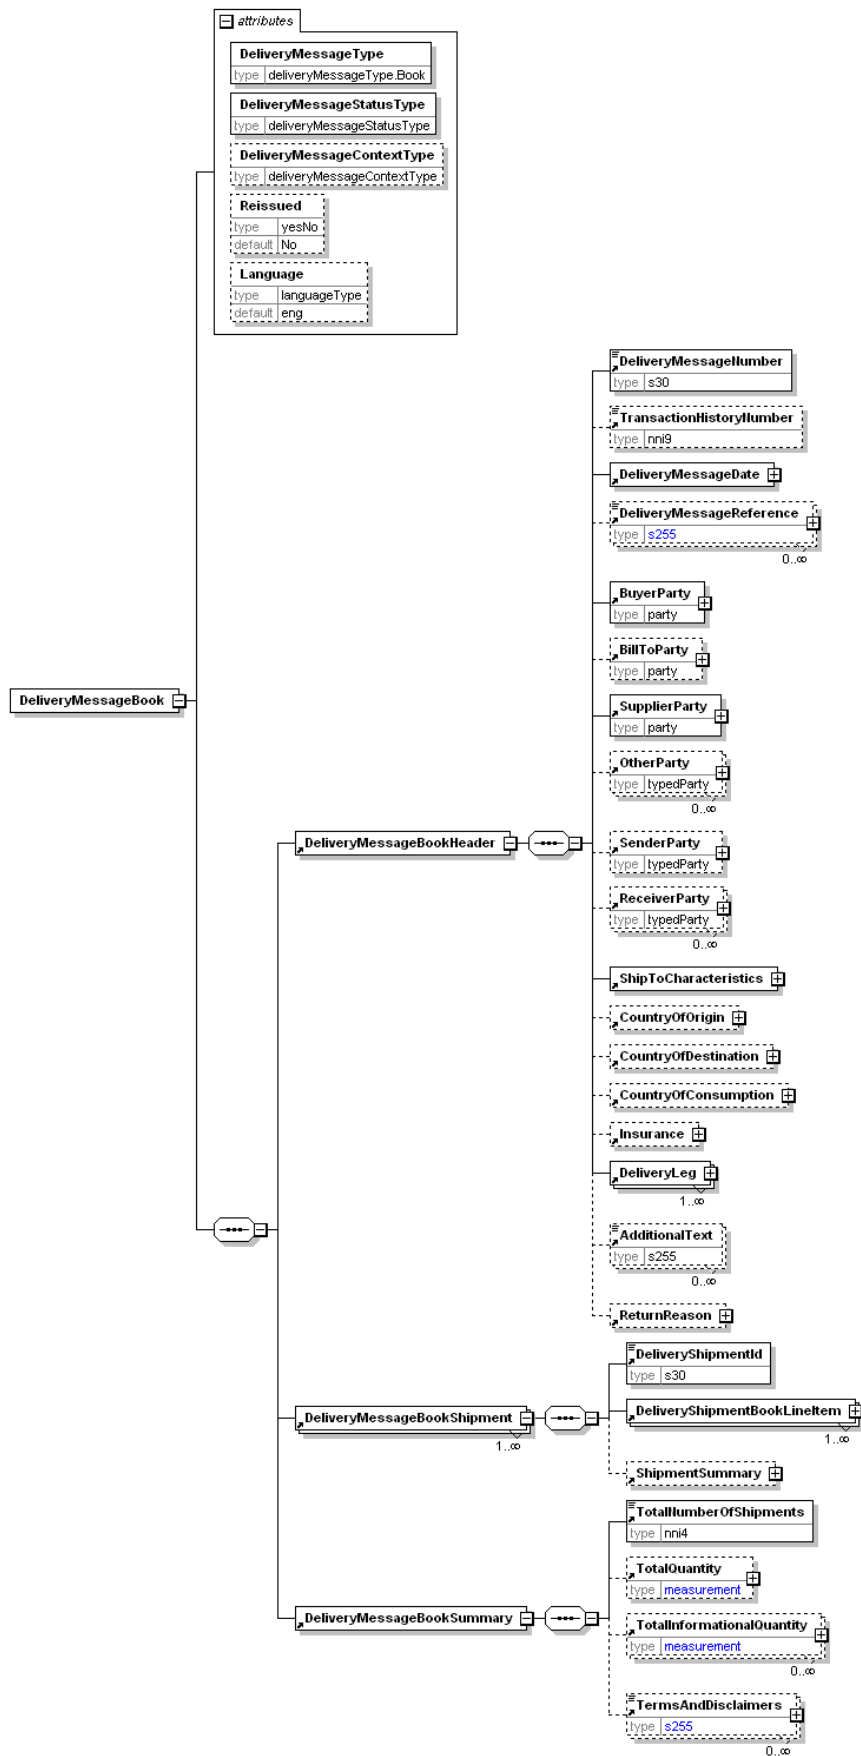 attributes
DeliveryMessageType
type deliveryMessageType.Book
DeliveryMessageStatusType
type deliveryMessageStatusType
DeliveryMessageContextType
type deliveryMessageContextType
Reissued
type yesNo
default No
Language
type languageType
default eng
DeliveryMessageBook
DeliveryMessageBookHeader
DeliveryMessageNumber
type s30
TransactionHistoryNumber
type nni9
DeliveryMessageDate
DeliveryMessageReference
type s255
0..∞
BuyerParty
type party
BillToParty
type party
SupplierParty
type party
OtherParty
type typedParty
0..∞
SenderParty
type typedParty
ReceiverParty
type typedParty
0..∞
ShipToCharacteristics
CountryOfOrigin
CountryOfDestination
CountryOfConsumption
Insurance
DeliveryLeg
1..∞
AdditionalText
type s255
0..∞
ReturnReason
DeliveryMessageBookShipment
1..∞
DeliveryShipmentId
type s30
DeliveryShipmentBookLineItem
1..∞
ShipmentSummary
DeliveryMessageBookSummary
TotalNumberOfShipments
type nni4
TotalQuantity
type measurement
TotalInformationalQuantity
type measurement
0..∞
TermsAndDisclaimers
type s255
0..∞